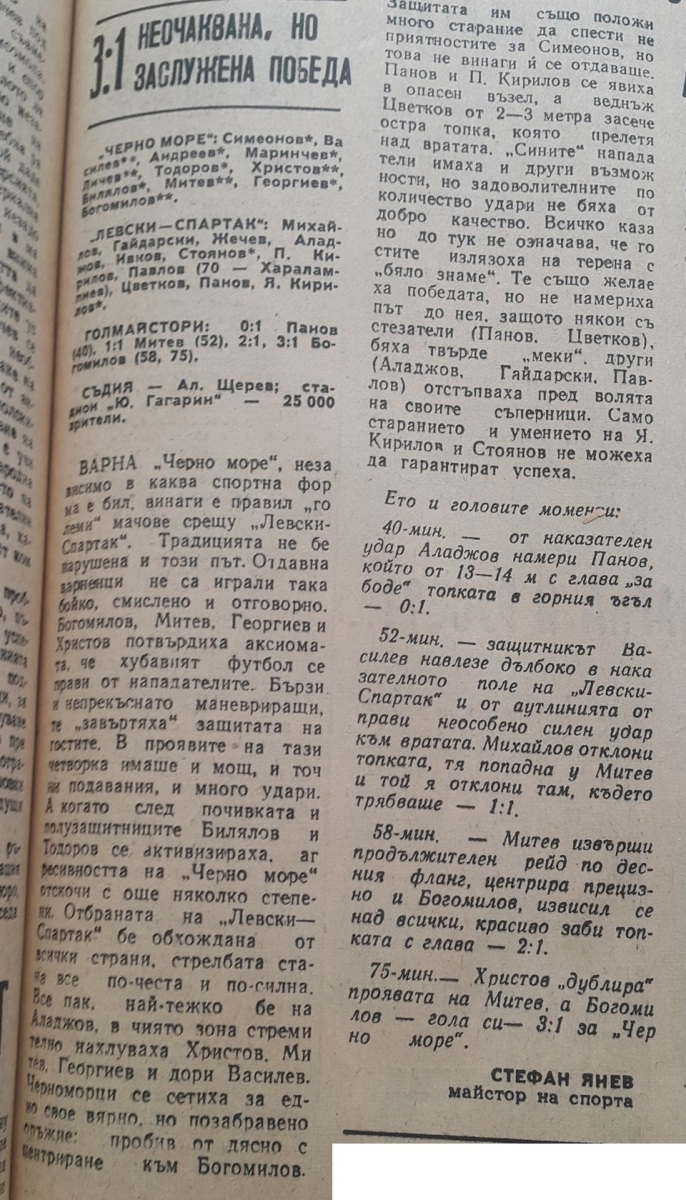 3:1 НЕОЧАКВАНА, НО
ЗАСЛУЖЕНА ПОБЕДА
„ЧЕРНО МОРЕ": Симеонов*, Ва
силев**, Андреев*, Маринчев*,
Личев**, Тодоров*, Христов**,
Билялов*, Митев**, Георгиев*,
Богомилов**.
„ЛЕВСКИ—СПАРТАК": Михай-
лов, Гайдарски, Жечев, Алад-
жов, Ивков, Стоянов*, П. Ки-
рилов, Павлов (70 — Харалам-
пиев), Цветков, Панов, Я. Кири-
лов*.
ГОЛМАЙСТОРИ: 0:1 Панов
(40), 1:1 Митев (52), 2:1, 3:1 Бо-
гомилов (58, 75).
СЪДИЯ — Ал. Щерев; ста-
дион „Ю. Гагарин" — 25 000
зрители.
ВАРНА „Черно море", неза
висимо в каква спортна фор
ма е бил, винаги е правил „го
леми" мачове срещу „Левски-
Спартак". Традицията не бе
нарушена и този път. Отдавна
варненци не са играли така
бойко, смислено и отговорно.
Богомилов, Митев, Георгиев и
Христов потвърдиха аксиома-
та, че хубавият футбол се
прави от нападателите. Бързи
и непрекъснато маневриращи,
те „завъртяха" защитата на
гостите. В проявите на тази
четворка имаше и мощ, и точ
ни подавания, и много удари.
А когато след почивката и
полузащитниците Билялов и
Тодоров се активизираха, аг
ресивността на „Черно море"
отскочи с още няколко степе-
ни. Отбраната на „Левски—
Спартак" бе обхождана от
всички страни, стрелбата ста-
на все по-честа и по-силна.
Все пак, най-тежко бе на
Аладжов, в чиято зона стреми
телно нахлуваха Христов, Ми
тев, Георгиев и дори Василев.
Черноморци се сетиха за ед-
но свое вярно, но позабравено
оръжие: пробив от дясно с
центриране към Богомилов.
Защитата им също положи
много старание да спести не
приятностите за Симеонов, но
това не винаги ѝ се отдаваше.
Панов и П. Кирилов се явиха
в опасен възел, а веднъж
Цветков от 2—3 метра засече
остра топка, която прелетя
над вратата. „Сините" напада
тели имаха и други възмож
ности, но задоволителните по
количество удари не бяха от
добро качество. Всичко каза
но до тук не означава, че го
стите излязоха на терена с
„бяло знаме". Те също желае
ха победата, но не намериха
път до нея, защото някои съ
стезатели (Панов, Цветков),
бяха твърде „меки", други
(Аладжов, Гайдарски, Пав-
лов) отстъпваха пред волята
на своите съперници. Само
старанието и умението на Я.
Кирилов и Стоянов не можеха
да гарантират успеха.
Ето и головите моменти:
40-мин. — от наказателен
удар Аладжов намери Панов,
който от 13—14 м с глава „за
боде" топката в горния ъгъл
— 0:1.
52-мин. — защитникът Ва-
силев навлезе дълбоко в нака
зателното поле на „Левски-
Спартак" и от аутлинията от
прави неособено силен удар
към вратата. Михайлов отклони
топката, тя попадна у Митев
и той я отклони там, където
трябваше — 1:1.
58-мин. — Митев извърши
продължителен рейд по дес-
ния фланг, центрира прециз-
но и Богомилов, извисил се
над всички, красиво заби топ-
ката с глава — 2:1.
75-мин.— Христов „дублира"
проявата на Митев, а Богоми
лов — гола си— 3:1 за „Чер
но море".
СТЕФАН ЯНЕВ
майстор на спорта